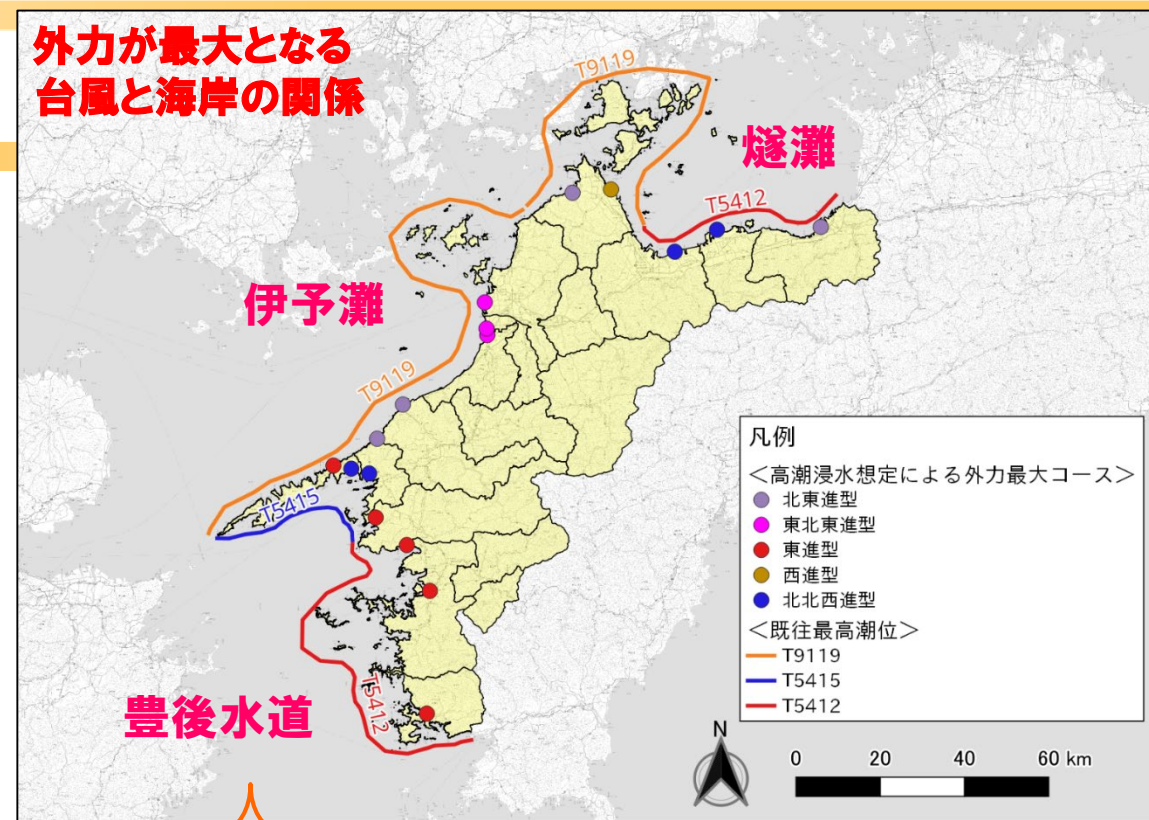 外力が最大となる
台風と海岸の関係
T9119
燧灘
T5412
伊予灘
T9119
T5415
T5412
豊後水道
凡例
＜高潮浸水想定による外力最大コース＞
北東進型
東北東進型
東進型
西進型
北北西進型
＜既往最高潮位＞
T9119
T5415
T5412
N
0 20 40 60 km